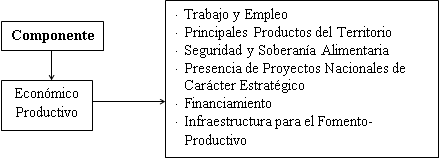 Componente
Económico
Productivo
· Trabajo y Empleo
· Principales Productos del Territorio
· Seguridad y Soberanía Alimentaria
· Presencia de Proyectos Nacionales de
Carácter Estratégico
· Financiamiento
· Infraestructura para el Fomento-
Productivo